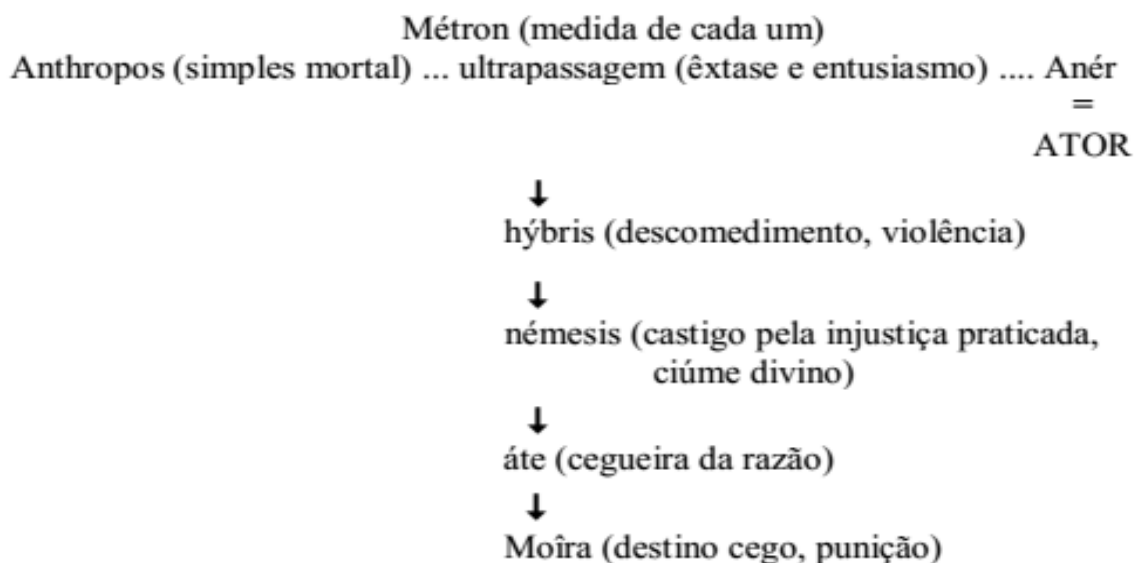 Métron (medida de cada um)
Anthropos (simples mortal) ... ultrapassagem (êxtase e entusiasmo) .... Anér
=
ATOR
↓
hýbris (descomedimento, violência)
↓
némesis (castigo pela injustiça praticada,
ciúme divino)
↓
áte (cegueira da razão)
↓
Moîra (destino cego, punição)